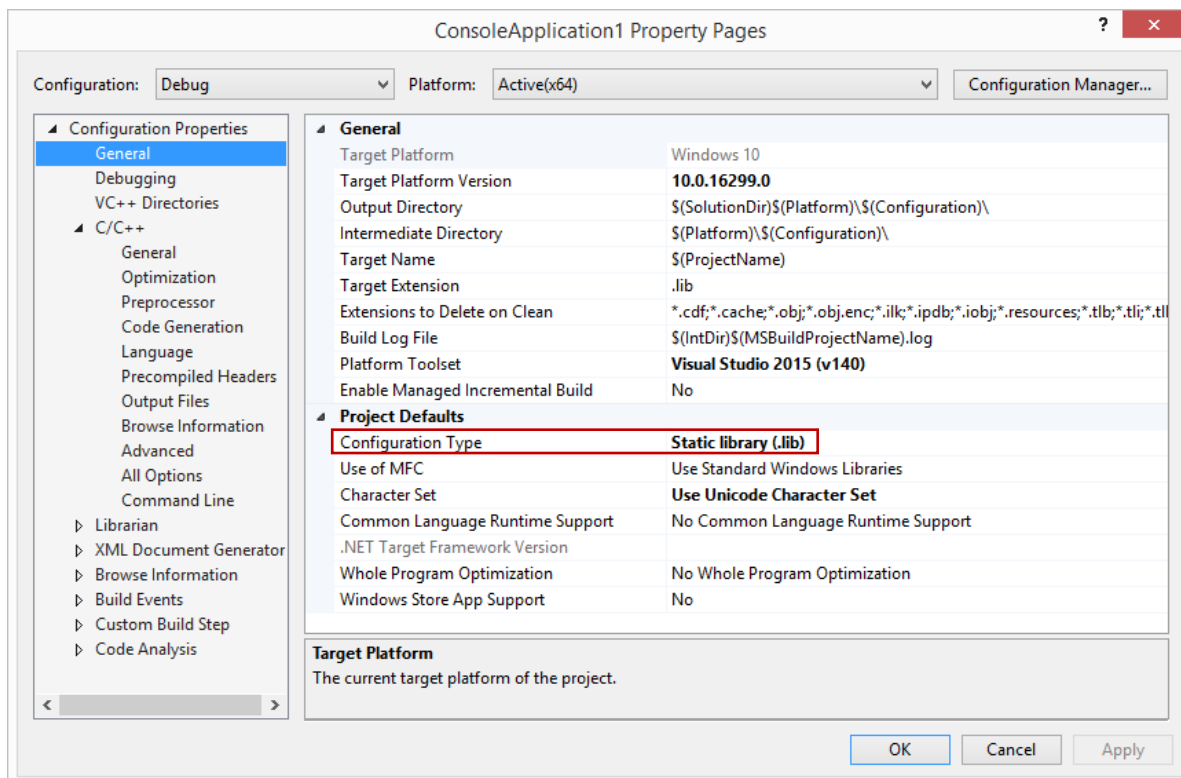 ConsoleApplication1 Property Pages
?
Configuration: Debug Platform: Active(x64) Configuration Manager...
Configuration Properties
General
Debugging
VC++ Directories
C/C++
General
Optimization
Preprocessor
Code Generation
Language
Precompiled Headers
Output Files
Browse Information
Advanced
All Options
Command Line
Librarian
XML Document Generator
Browse Information
Build Events
Custom Build Step
Code Analysis
General
Target Platform Windows 10
Target Platform Version 10.0.16299.0
Output Directory $(SolutionDir)$(Platform)\$(Configuration)\
Intermediate Directory $(Platform)\$(Configuration)\
Target Name $(ProjectName)
Target Extension .lib
Extensions to Delete on Clean *.cdf;*.cache;*.obj;*.obj.enc;*.ilk;*.ipdb;*.iobj;*.resources;*.tlb;*.tli;*.tl
Build Log File $(IntDir)$(MSBuildProjectName).log
Platform Toolset Visual Studio 2015 (v140)
Enable Managed Incremental Build No
Project Defaults
Configuration Type Static library (.lib)
Use of MFC Use Standard Windows Libraries
Character Set Use Unicode Character Set
Common Language Runtime Support No Common Language Runtime Support
.NET Target Framework Version
Whole Program Optimization No Whole Program Optimization
Windows Store App Support No
Target Platform
The current target platform of the project.
OK Cancel Apply